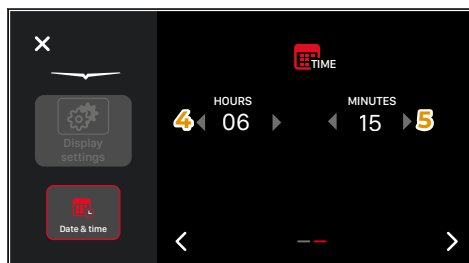 TIME
HOURS
MINUTES
4 06
15 5
Display
settings
Date & time